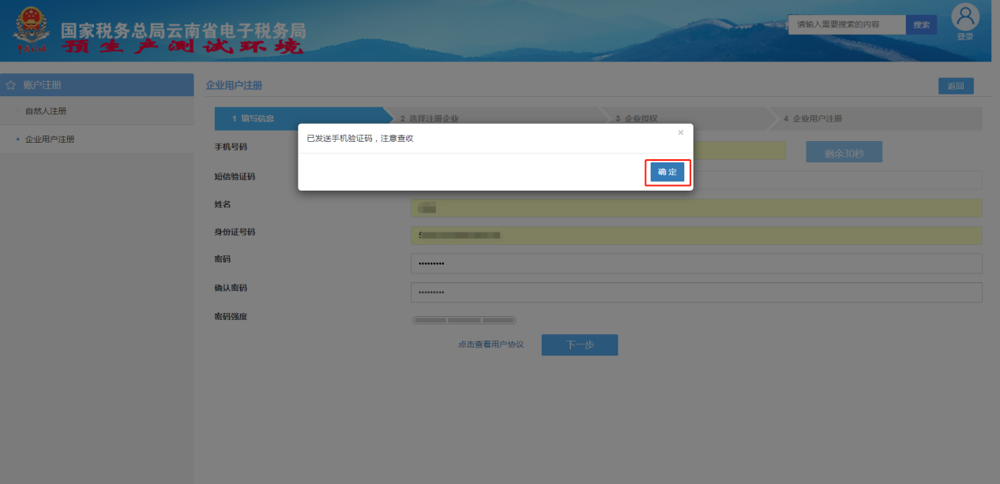 国家税务总局云南省电子税务局
预生产测试环境
请输入需要搜索的内容
搜索
登录
账户注册
自然人注册
企业用户注册
企业用户注册
返回
1 填写信息
2 选择注册企业
3 企业授权
4 企业用户注册
已发送手机验证码，注意查收
×
确 定
手机号码
剩余30秒
短信验证码
姓名
身份证号码
5
密码
•••••••••
确认密码
•••••••••
密码强度
点击查看用户协议
下一步